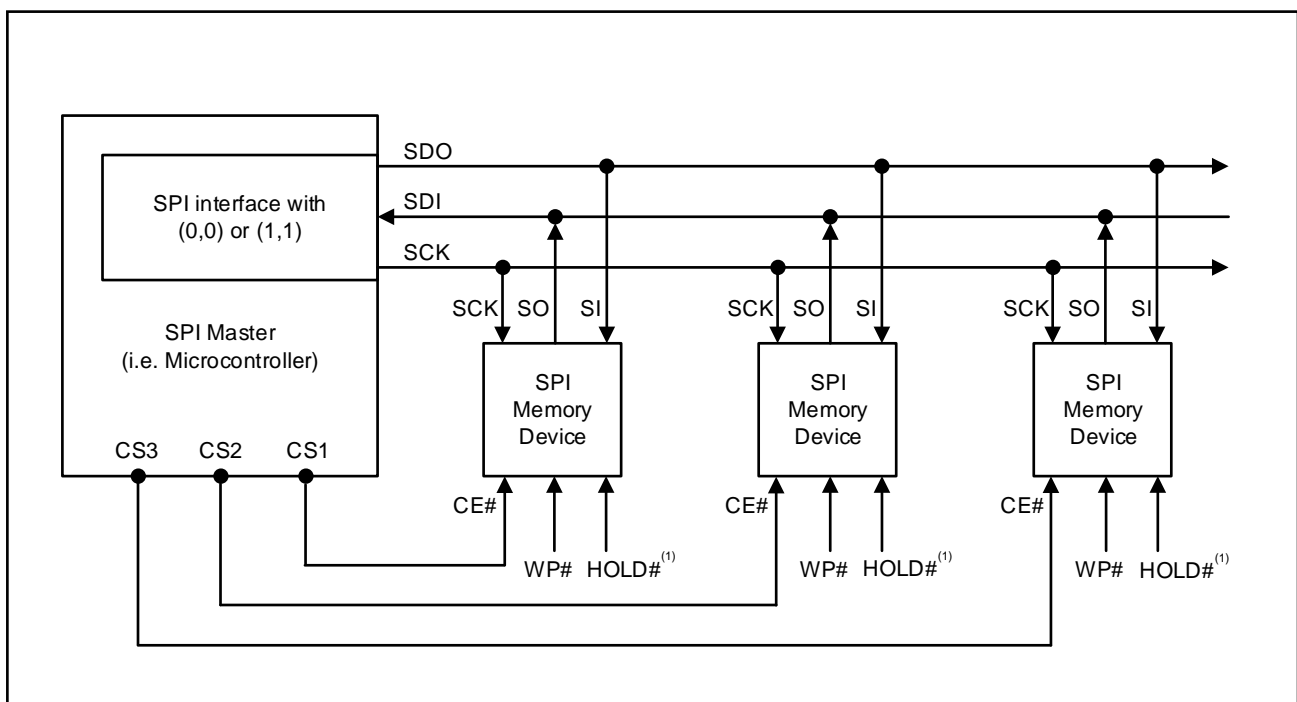 SDO
SPI interface with
(0,0) or (1,1)
SDI
SCK
SPI Master
(i.e. Microcontroller)
SCK SO SI
SCK SO SI
SCK SO SI
SPI
Memory
Device
SPI
Memory
Device
SPI
Memory
Device
CS3 CS2 CS1
CE#
WP# HOLD#(1)
CE#
WP# HOLD#(1)
CE#
WP# HOLD#(1)